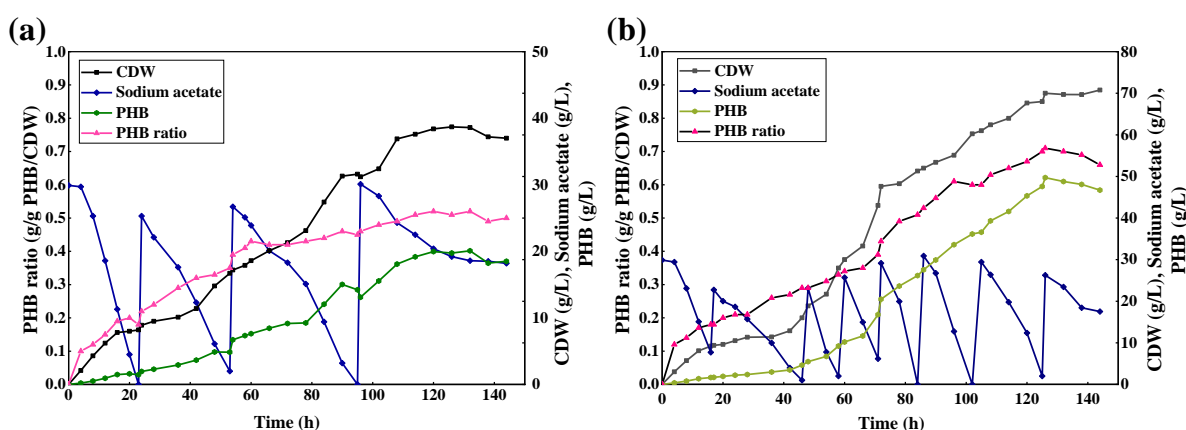 (a)
PHB ratio (g/g PHB/CDW)
1.0
0.9
0.8
0.7
0.6
0.5
0.4
0.3
0.2
0.1
0.0
CDW
Sodium acetate
PHB
PHB ratio
50
40
30
20
10
0
CDW (g/L), Sodium acetate (g/L),
PHB (g/L)
0 20 40 60 80 100 120 140
Time (h)
(b)
PHB ratio (g/g PHB/CDW)
1.0
0.9
0.8
0.7
0.6
0.5
0.4
0.3
0.2
0.1
0.0
CDW
Sodium acetate
PHB
PHB ratio
80
70
60
50
40
30
20
10
0
CDW (g/L), Sodium acetate (g/L),
PHB (g/L)
0 20 40 60 80 100 120 140
Time (h)